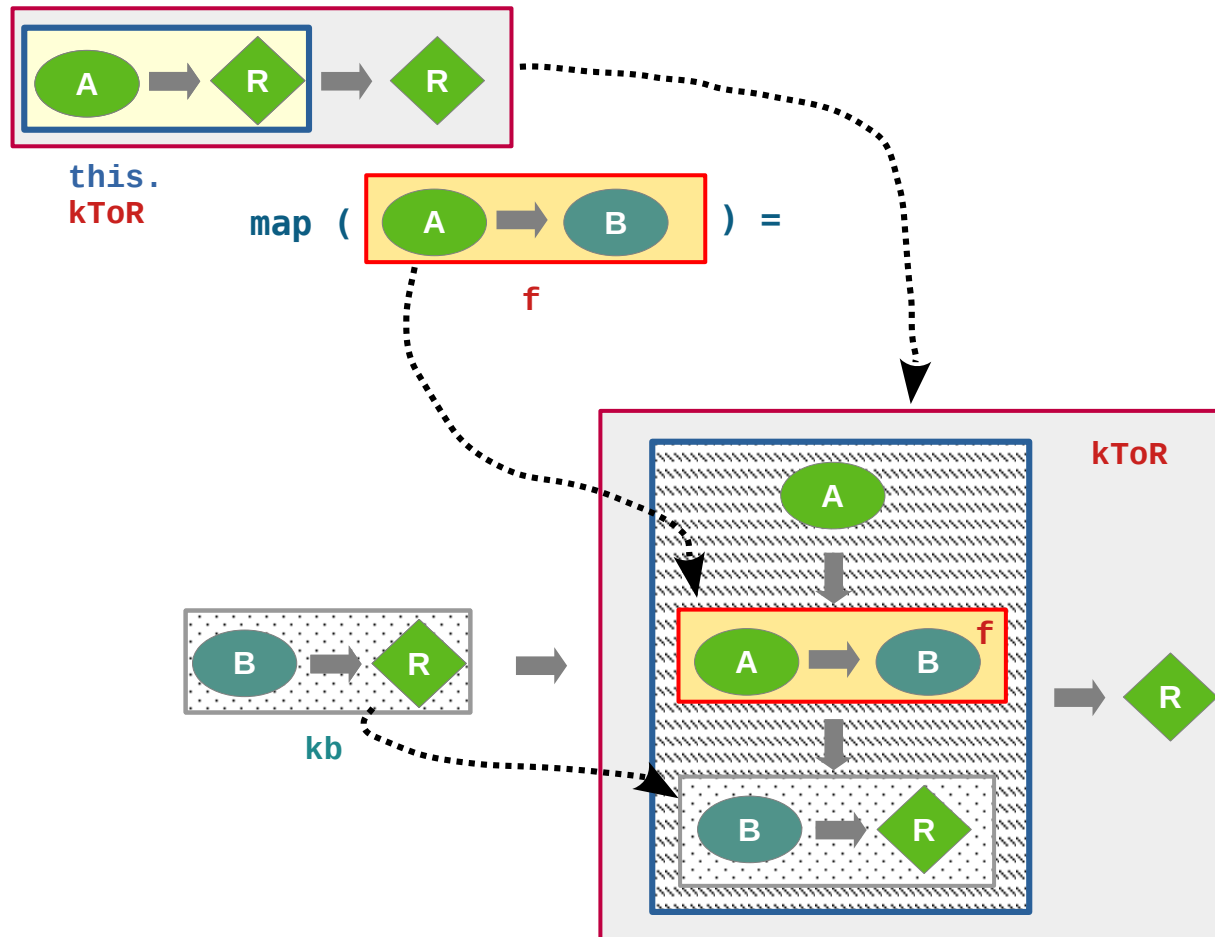 A R R
this.
kToR
map ( A B ) =
f
kToR
A
f
A B
B R
R
kb
B R